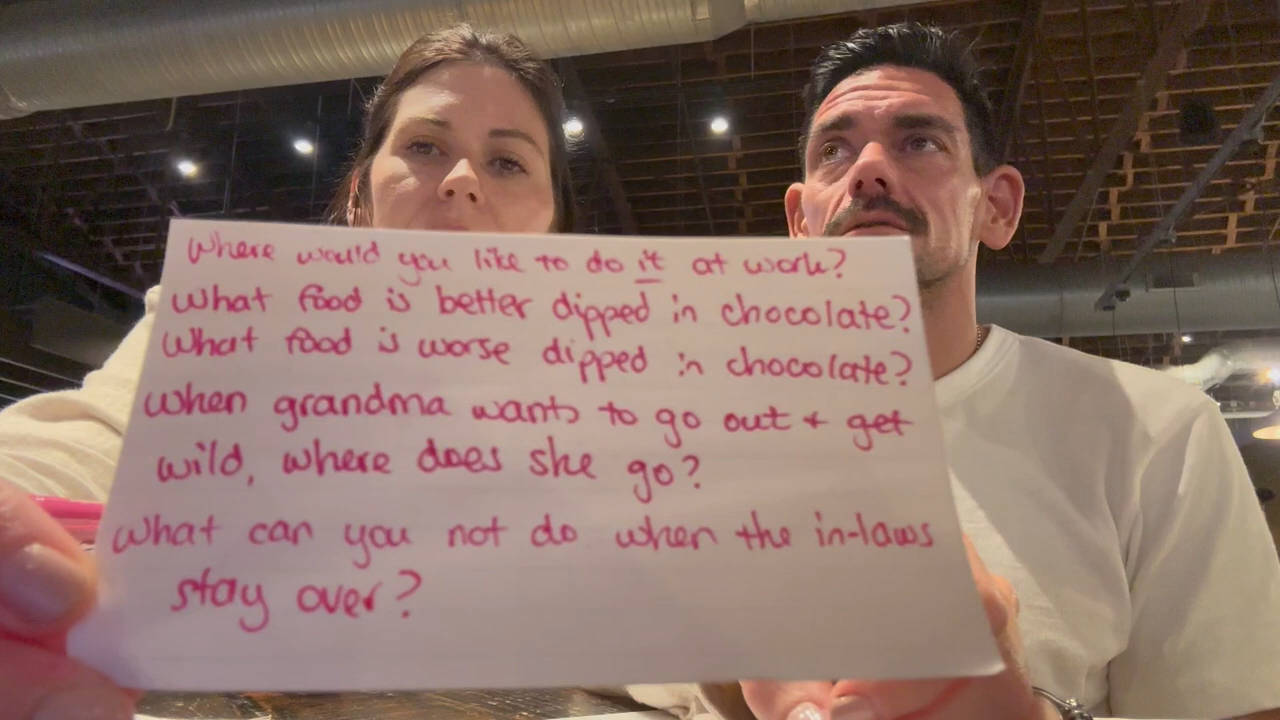 Where would you like to do it at work?
What food is better dipped in chocolate?
What food is worse dipped in chocolate?
When grandma wants to go out + get
wild, where does she go?
What can you not do when the in-laws
stay over?